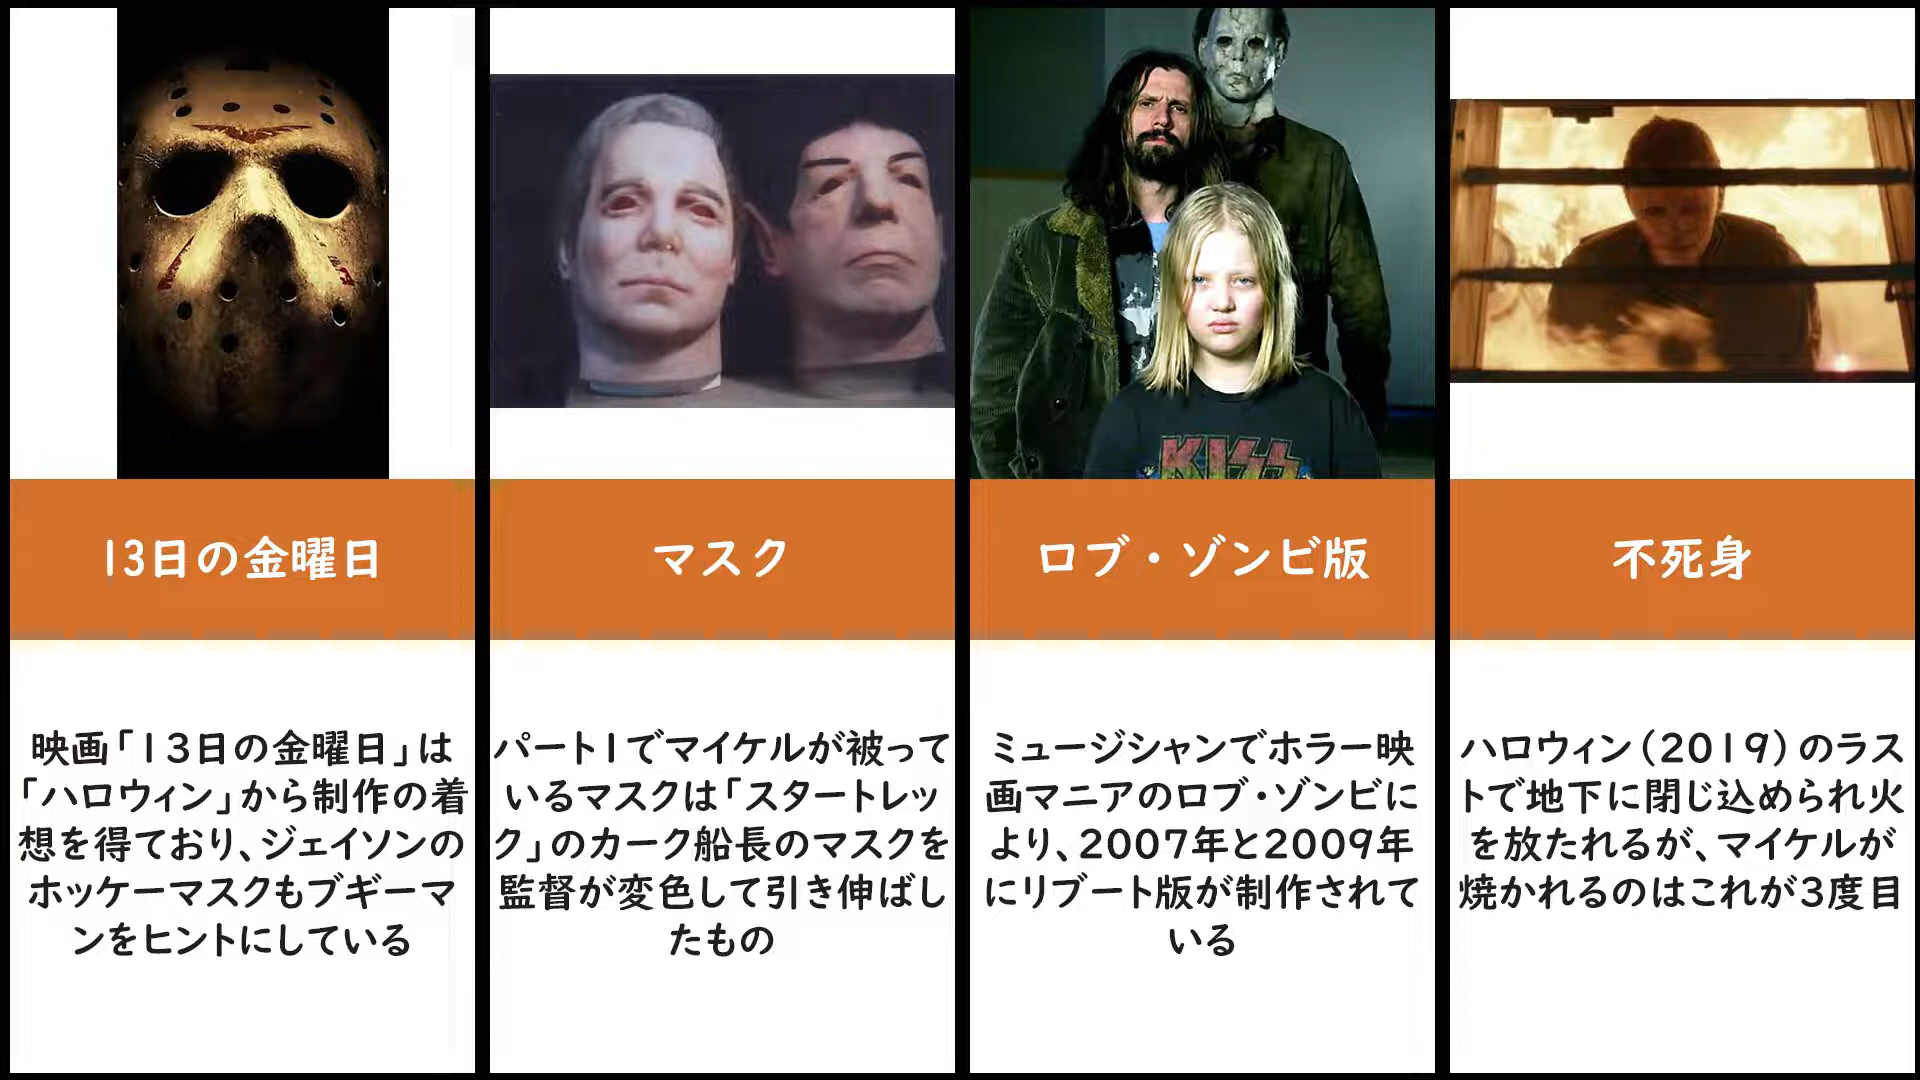 KISS
13日の金曜日
映画「13日の金曜日」は
「ハロウィン」から制作の着
想を得ており、ジェイソンの
ホッケーマスクもブギーマ
ンをヒントにしている
マスク
パート1でマイケルが被って
いるマスクは「スタートレッ
ク」のカーク船長のマスクを
監督が変色して引き伸ばし
たもの
ロブ・ゾンビ版
ミュージシャンでホラー映
画マニアのロブ・ゾンビに
より、2007年と2009年
にリブート版が制作されて
いる
不死身
ハロウィン(2019)のラス
トで地下に閉じ込められ火
を放たれるが、マイケルが
焼かれるのはこれが3度目